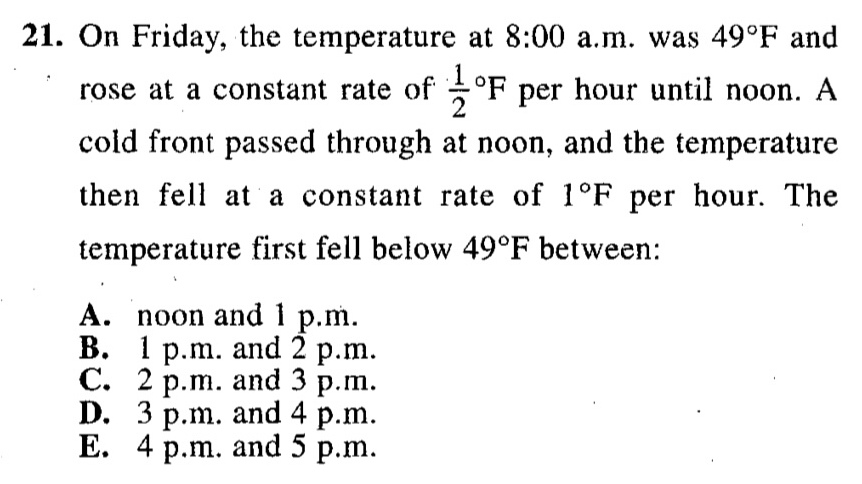 21. On Friday, the temperature at 8:00 a.m. was 49°F and
rose at a constant rate of 1/2 °F per hour until noon. A
cold front passed through at noon, and the temperature
then fell at a constant rate of 1°F per hour. The
temperature first fell below 49°F between:
A. noon and 1 p.m.
B. 1 p.m. and 2 p.m.
C. 2 p.m. and 3 p.m.
D. 3 p.m. and 4 p.m.
E. 4 p.m. and 5 p.m.